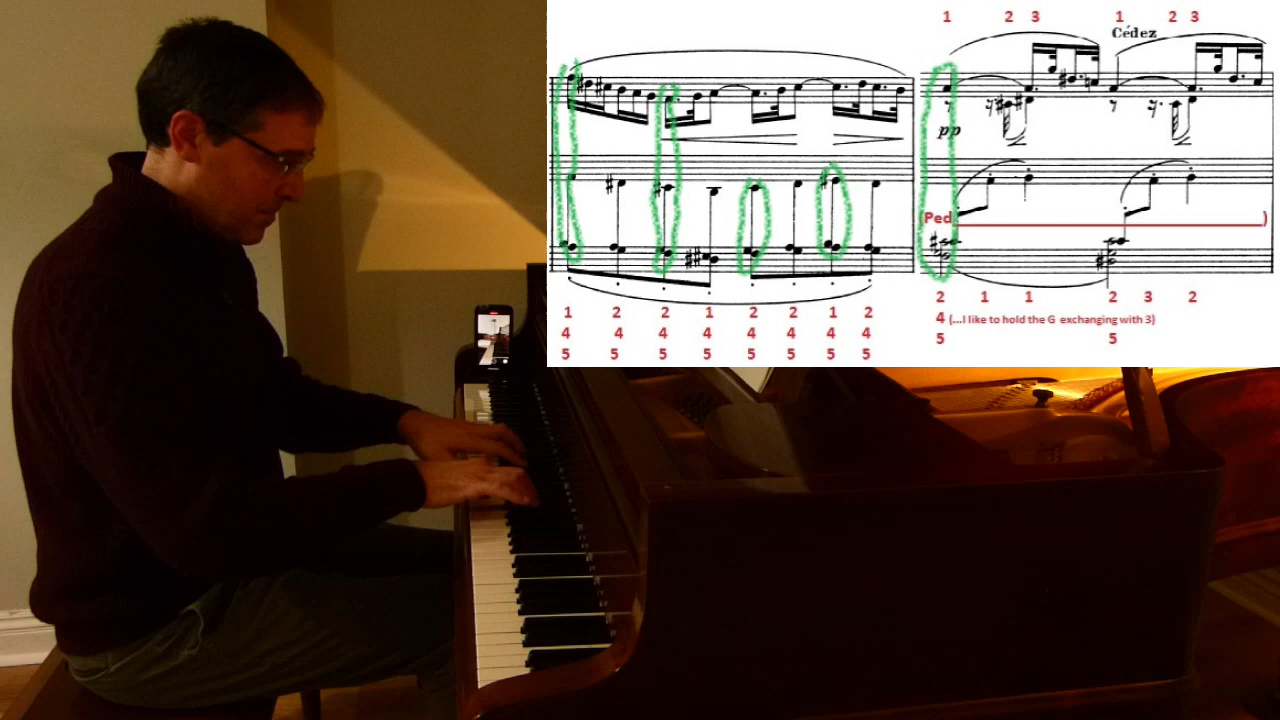 1 2 3 1 2 3
Cédez
pp
(Ped )
1 2 2 1 2 2 1 2 2 1 1 2 3 2
4 4 4 4 4 4 4 4 4 (...I like to hold the G exchanging with 3)
5 5 5 5 5 5 5 5 5 5